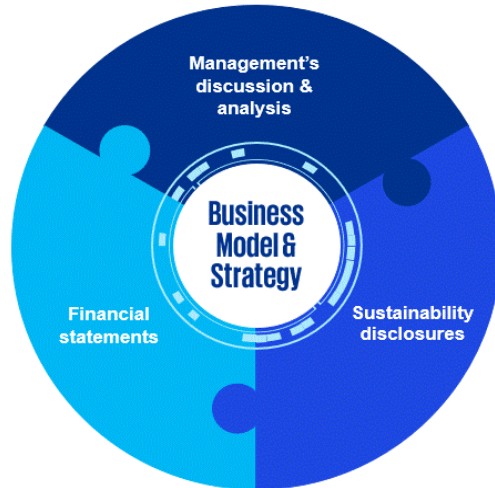 Management's
discussion &
analysis
Business
Model &
Strategy
Financial
statements
Sustainability
disclosures